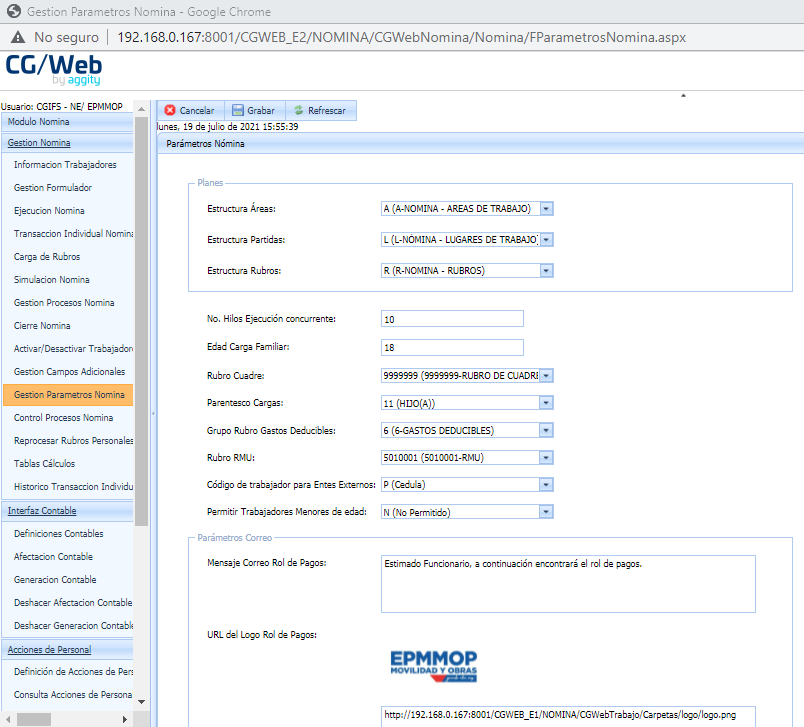 Gestion Parametros Nomina - Google Chrome
No seguro 192.168.0.167:8001/CGWEB_E2/NOMINA/CGWebNomina/Nomina/FParametrosNomina.aspx
CG/Web
by aggity
Usuario: CGIFS - NE/ EPMMOP
Modulo Nomina
Gestion Nomina
Informacion Trabajadores
Gestion Formulador
Ejecucion Nomina
Transaccion Individual Nomina
Carga de Rubros
Simulacion Nomina
Gestion Procesos Nomina
Cierre Nomina
Activar/Desactivar Trabajador
Gestion Campos Adicionales
Gestion Parametros Nomina
Control Procesos Nomina
Reprocesar Rubros Personales
Tablas Cálculos
Historico Transaccion Individu
Interfaz Contable
Definiciones Contables
Afectacion Contable
Generacion Contable
Deshacer Afectacion Contable
Deshacer Generacion Contable
Acciones de Personal
Definición de Acciones de Pers
Consulta Acciones de Persona
Cancelar Grabar Refrescar
lunes, 19 de julio de 2021 15:55:39
Parámetros Nómina
Planes
Estructura Áreas: A (A-NOMINA - AREAS DE TRABAJO)
Estructura Partidas: L (L-NÓMINA - LUGARES DE TRABAJO)
Estructura Rubros: R (R-NOMINA - RUBROS)
No. Hilos Ejecución concurrente: 10
Edad Carga Familiar: 18
Rubro Cuadre: 9999999 (9999999-RUBRO DE CUADRE
Parentesco Cargas: 11 (HIJO(A))
Grupo Rubro Gastos Deducibles: 6 (6-GASTOS DEDUCIBLES)
Rubro RMU: 5010001 (5010001-RMU)
Código de trabajador para Entes Externos: P (Cedula)
Permitir Trabajadores Menores de edad: N (No Permitido)
Parámetros Correo
Mensaje Correo Rol de Pagos: Estimado Funcionario, a continuación encontrará el rol de pagos.
URL del Logo Rol de Pagos:
EPMMOP
MOVILIDAD Y OBRAS
http://192.168.0.167:8001/CGWEB_E1/NOMINA/CGWebTrabajo/Carpetas/logo/logo.png